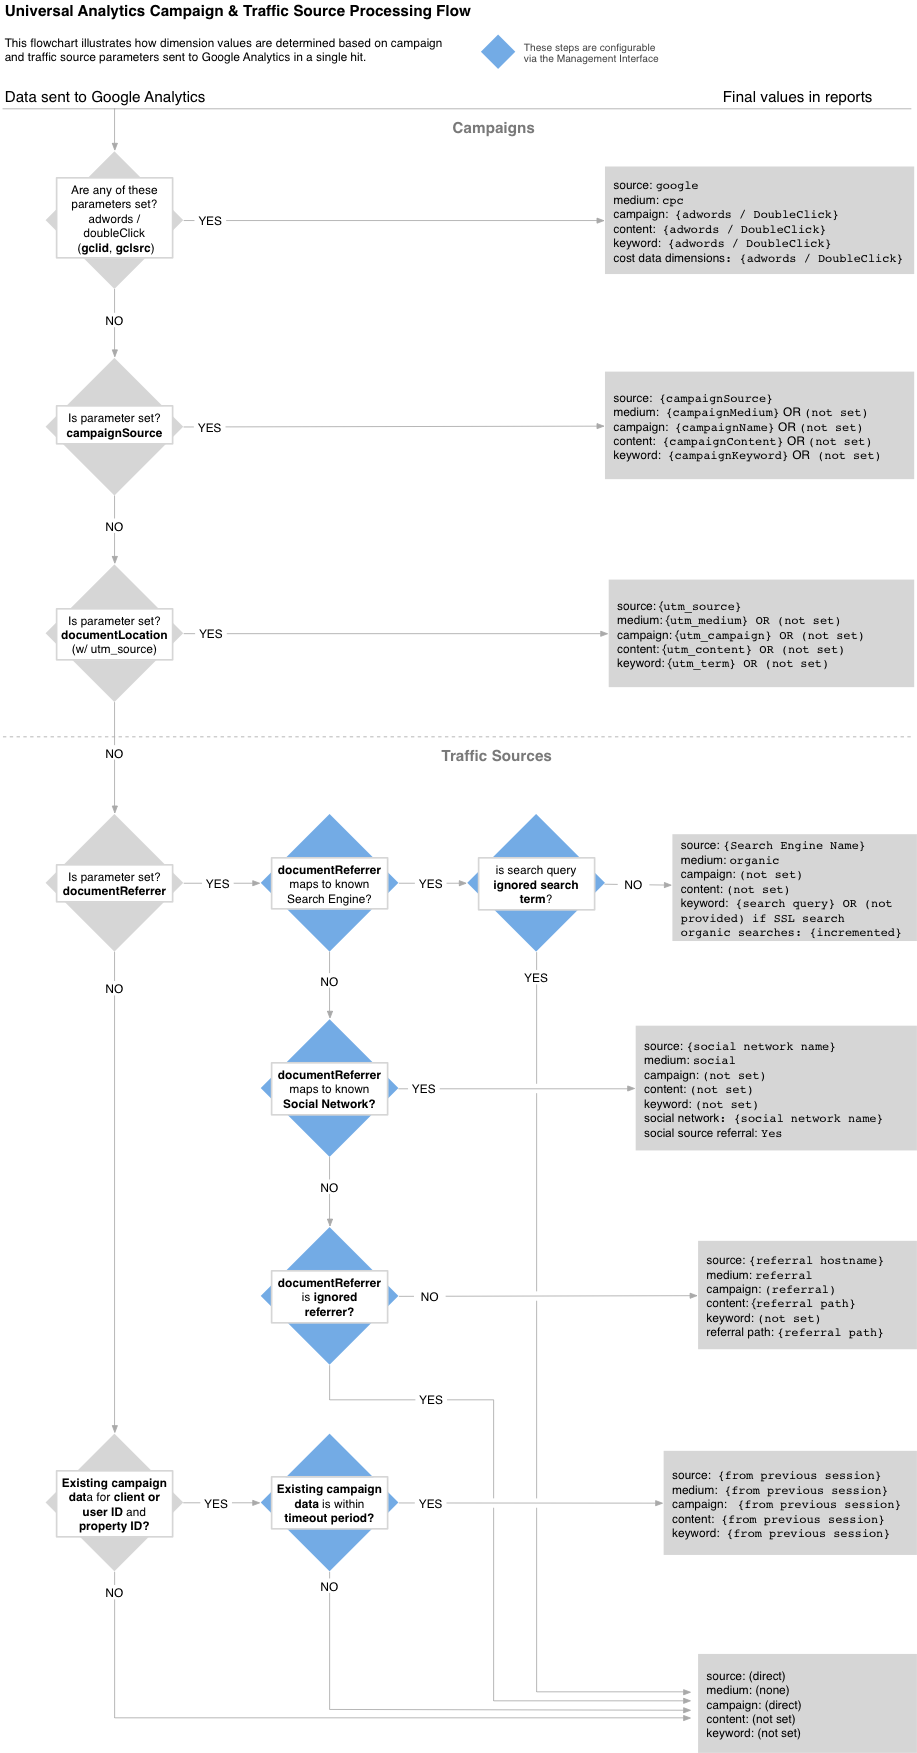 Universal Analytics Campaign & Traffic Source Processing Flow
This flowchart illustrates how dimension values are determined based on campaign
and traffic source parameters sent to Google Analytics in a single hit.
These steps are configurable
via the Management Interface
Data sent to Google Analytics
Final values in reports
Campaigns
Are any of these
parameters set?
adwords /
doubleClick
(gclid, gclsrc)
YES
source: google
medium: cpc
campaign: {adwords / DoubleClick}
content: {adwords / DoubleClick}
keyword: {adwords / DoubleClick}
cost data dimensions: {adwords / DoubleClick}
NO
Is parameter set?
campaignSource
YES
source: {campaignSource}
medium: {campaignMedium} OR (not set)
campaign: {campaignName} OR (not set)
content: {campaignContent} OR (not set)
keyword: {campaignKeyword} OR (not set)
NO
Is parameter set?
documentLocation
(w/ utm_source)
YES
source: {utm_source}
medium: {utm_medium} OR (not set)
campaign: {utm_campaign} OR (not set)
content: {utm_content} OR (not set)
keyword: {utm_term} OR (not set)
NO
Traffic Sources
Is parameter set?
documentReferrer
YES
documentReferrer
maps to known
Search Engine?
YES
is search query
ignored search
term?
NO
source: {Search Engine Name}
medium: organic
campaign: (not set)
content: (not set)
keyword: {search query} OR (not
provided) if SSL search
organic searches: {incremented}
NO
NO
YES
documentReferrer
maps to known
Social Network?
YES
source: {social network name}
medium: social
campaign: (not set)
content: (not set)
keyword: (not set)
social network: {social network name}
social source referral: Yes
NO
documentReferrer
is ignored
referrer?
NO
source: {referral hostname}
medium: referral
campaign: (referral)
content: {referral path}
keyword: (not set)
referral path: {referral path}
YES
Existing campaign
data for client or
user ID and
property ID?
YES
Existing campaign
data is within
timeout period?
YES
source: {from previous session}
medium: {from previous session}
campaign: {from previous session}
content: {from previous session}
keyword: {from previous session}
NO
NO
source: (direct)
medium: (none)
campaign: (direct)
content: (not set)
keyword: (not set)